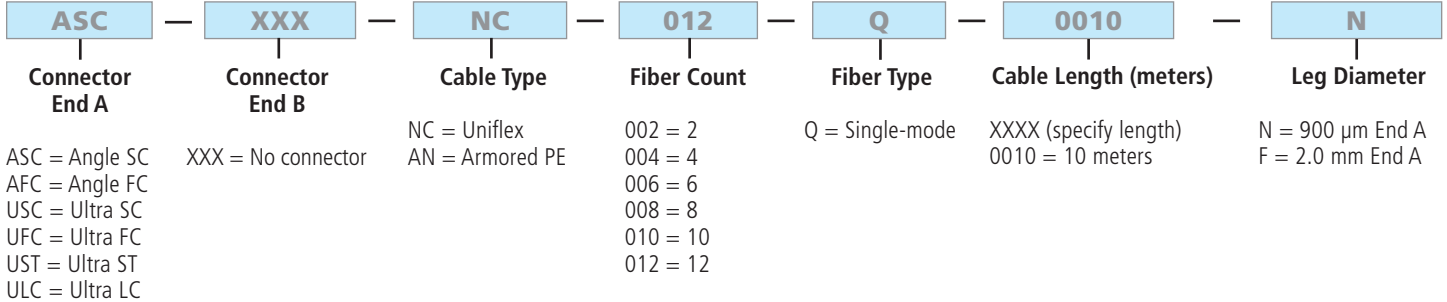 ASC — XXX — NC — 012 — Q — 0010 — N
Connector End A
ASC = Angle SC
AFC = Angle FC
USC = Ultra SC
UFC = Ultra FC
UST = Ultra ST
ULC = Ultra LC
Connector End B
XXX = No connector
Cable Type
NC = Uniflex
AN = Armored PE
Fiber Count
002 = 2
004 = 4
006 = 6
008 = 8
010 = 10
012 = 12
Fiber Type
Q = Single-mode
Cable Length (meters)
XXXX (specify length)
0010 = 10 meters
Leg Diameter
N = 900 µm End A
F = 2.0 mm End A